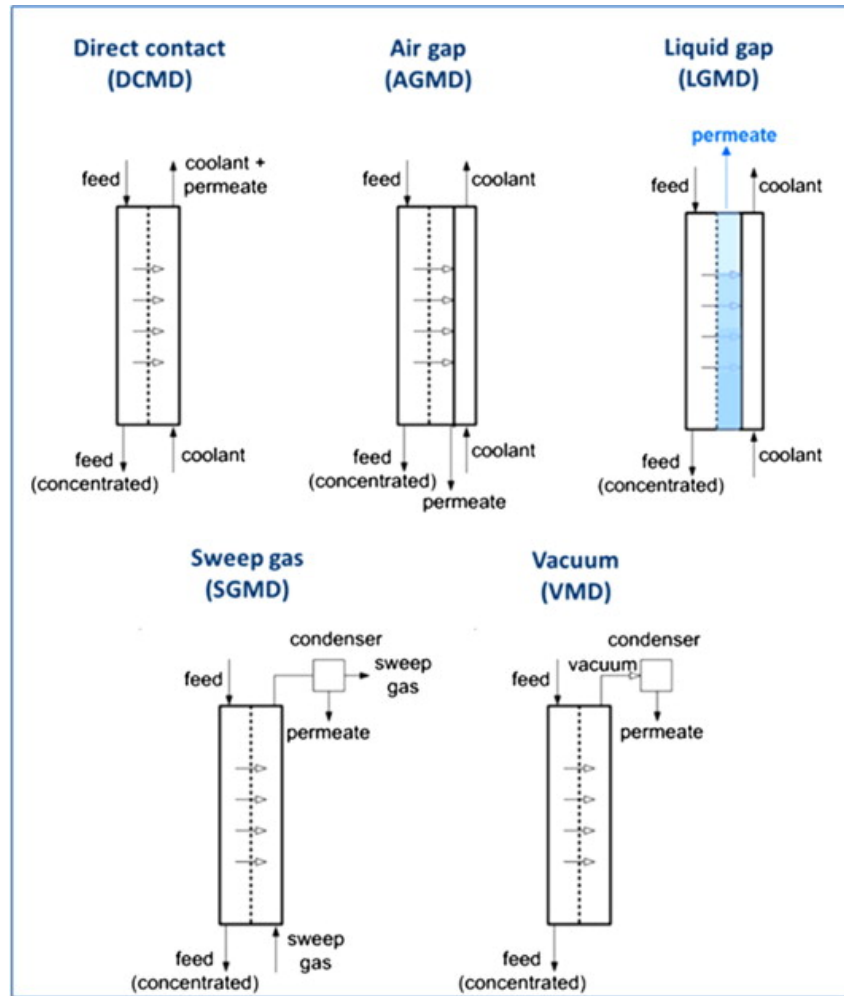 Direct contact
(DCMD)
Air gap
(AGMD)
Liquid gap
(LGMD)
feed
coolant +
permeate
feed
(concentrated)
coolant
feed
coolant
feed
(concentrated)
coolant
permeate
permeate
feed
coolant
feed
(concentrated)
coolant
Sweep gas
(SGMD)
Vacuum
(VMD)
feed
condenser
sweep
gas
permeate
feed
(concentrated)
sweep
gas
feed
condenser
vacuum
permeate
feed
(concentrated)